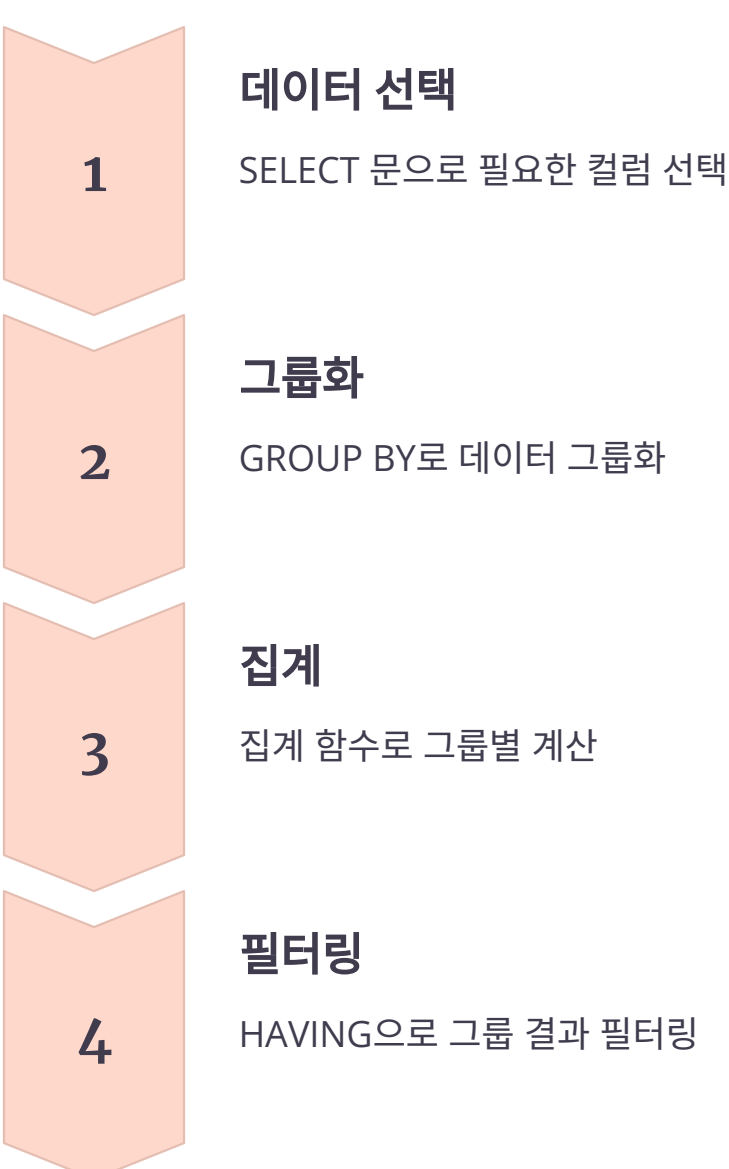 1
데이터 선택
SELECT 문으로 필요한 컬럼 선택
2
그룹화
GROUP BY로 데이터 그룹화
3
집계
집계 함수로 그룹별 계산
4
필터링
HAVING으로 그룹 결과 필터링